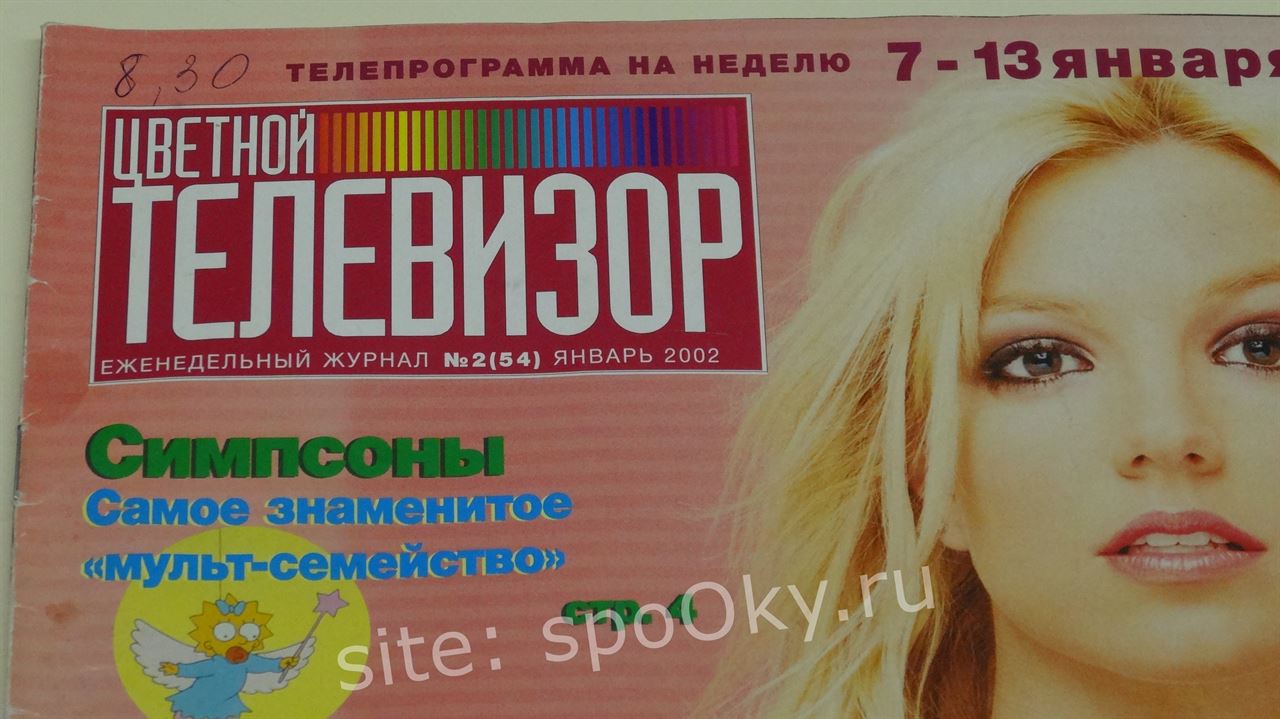 8,30
ТЕЛЕПРОГРАММА НА НЕДЕЛЮ 7 - 13 января
ЦВЕТНОЙ
ТЕЛЕВИЗОР
ЕЖЕНЕДЕЛЬНЫЙ ЖУРНАЛ №2(54) ЯНВАРЬ 2002
Симпсоны
Самое знаменитое
«мульт-семейство»
стр. 4
site: spoOky.ru